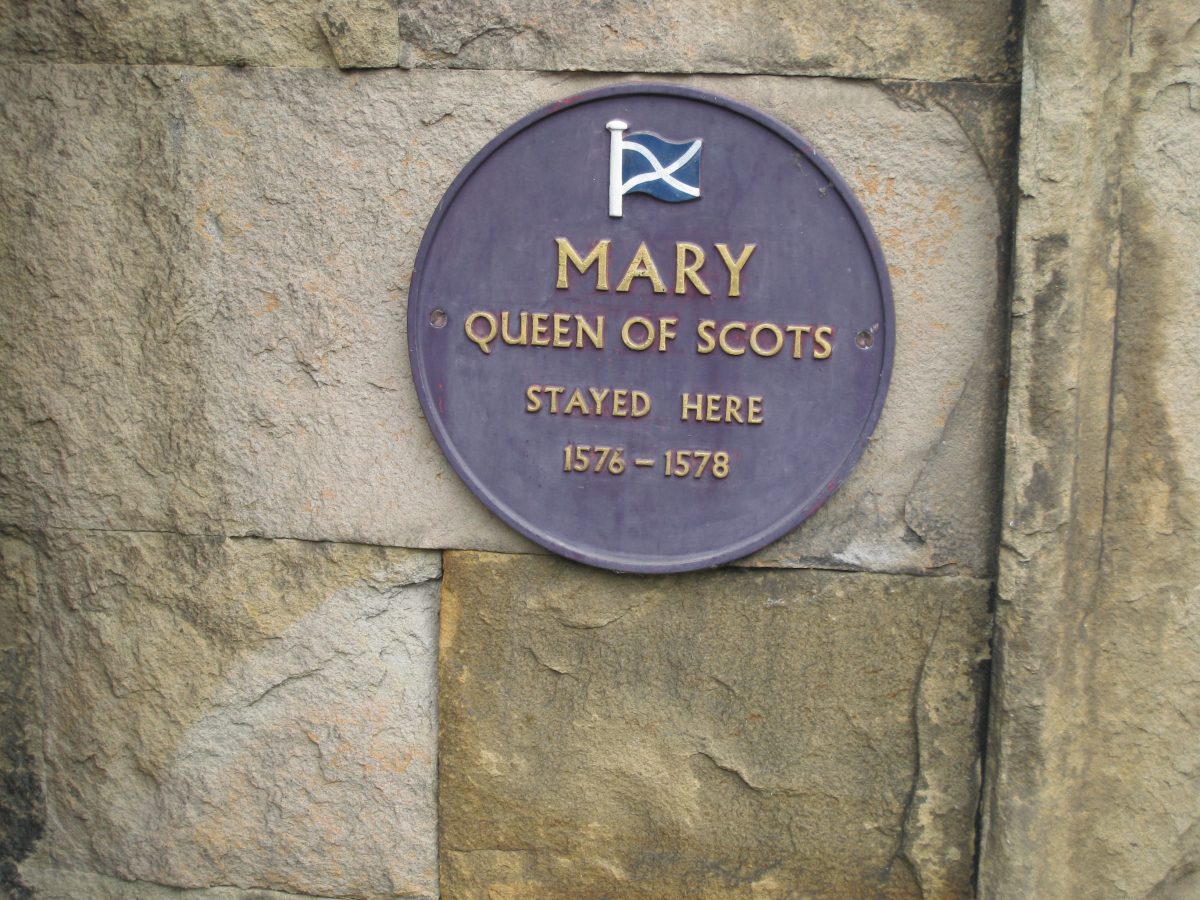 MARY
QUEEN OF SCOTS
STAYED HERE
1576 – 1578